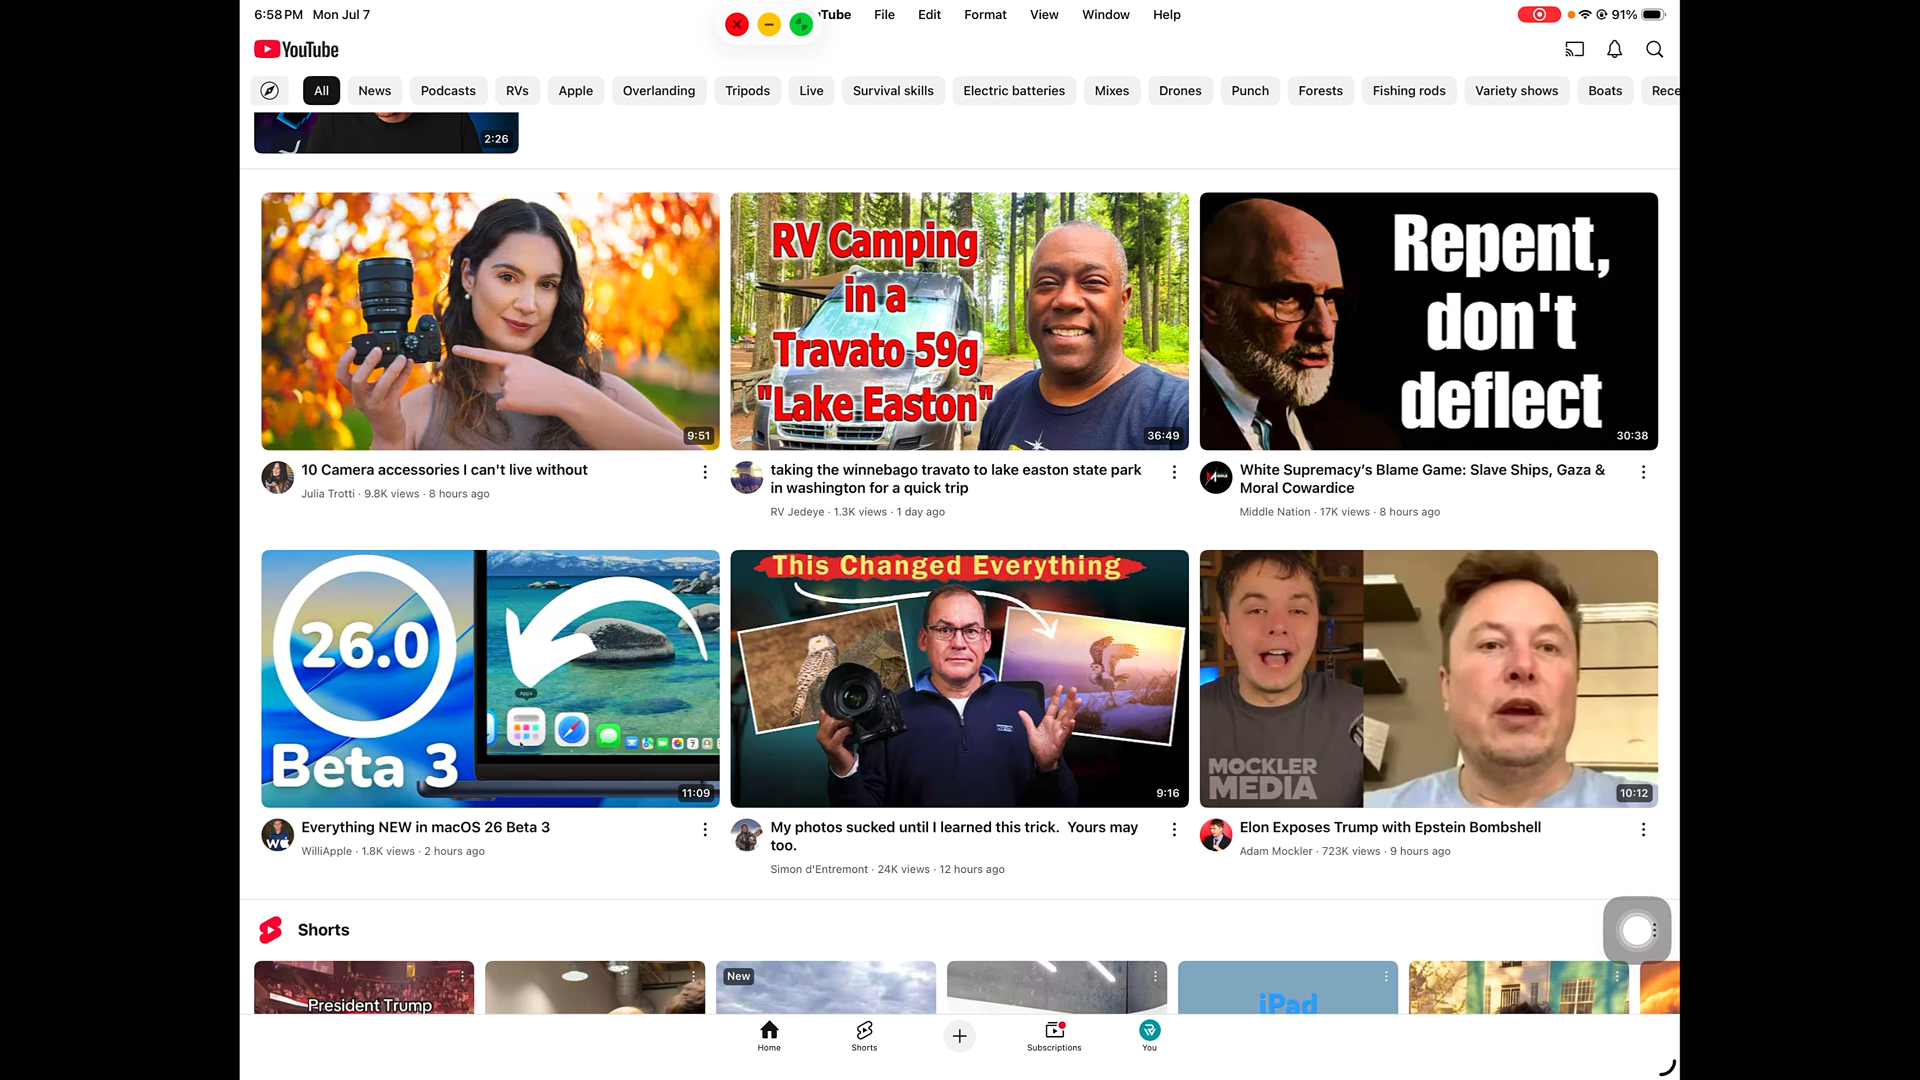 6:58 PM Mon Jul 7
Tube File Edit Format View Window Help
91%
YouTube
All News Podcasts RVs Apple Overlanding Tripods Live Survival skills Electric batteries Mixes Drones Punch Forests Fishing rods Variety shows Boats Rece
2:26
RV Camping
in a
Travato 59g
"Lake Easton"
Repent,
don't
deflect
9:51
36:49
30:38
10 Camera accessories I can't live without
Julia Trotti · 9.8K views · 8 hours ago
taking the winnebago travato to lake easton state park
in washington for a quick trip
RV Jedeye · 1.3K views · 1 day ago
White Supremacy’s Blame Game: Slave Ships, Gaza &
Moral Cowardice
Middle Nation · 17K views · 8 hours ago
26.0
Beta 3
Apps
11:09
This Changed Everything
9:16
MOCKLER
MEDIA
10:12
Everything NEW in macOS 26 Beta 3
WilliApple · 1.8K views · 2 hours ago
My photos sucked until I learned this trick.  Yours may
too.
Simon d'Entremont · 24K views · 12 hours ago
Elon Exposes Trump with Epstein Bombshell
Adam Mockler · 723K views · 9 hours ago
Shorts
President Trump
New
iPad
Home Shorts Subscriptions You